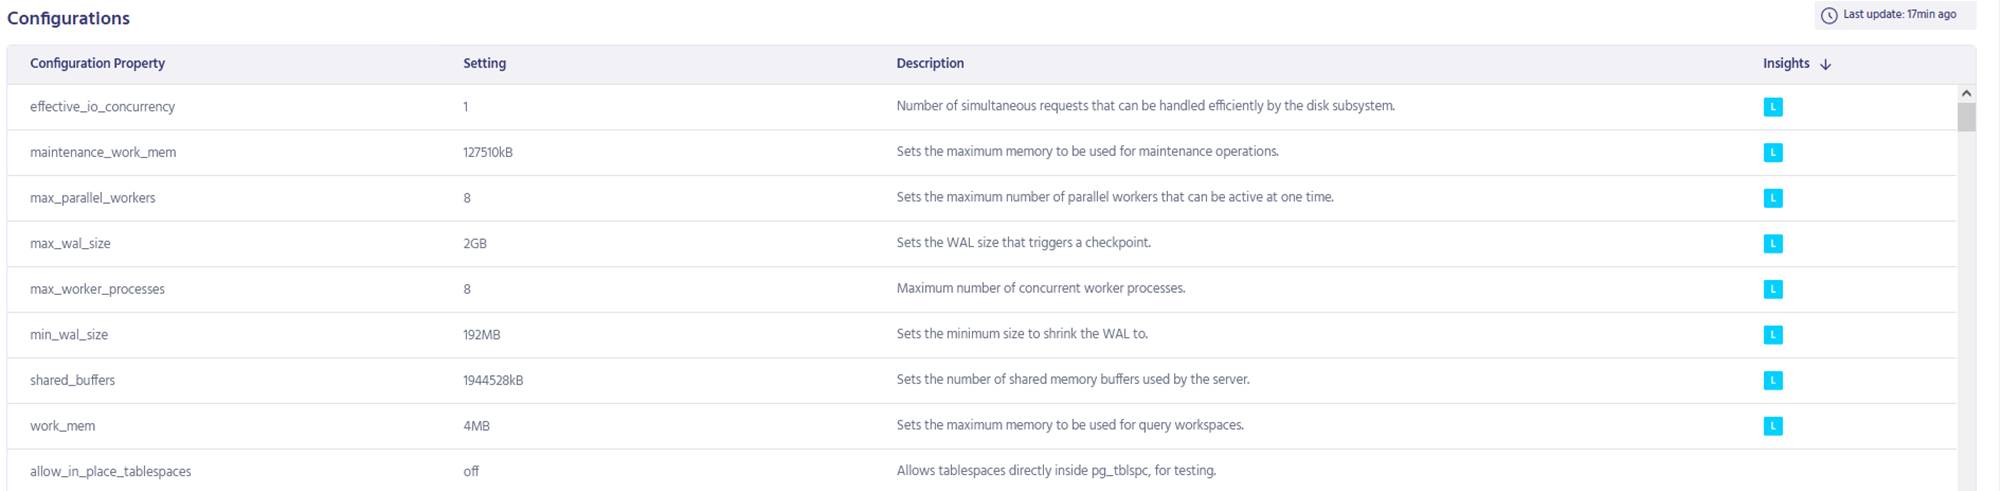 Configurations
Last update: 17min ago
Configuration Property Setting Description Insights
effective_io_concurrency 1 Number of simultaneous requests that can be handled efficiently by the disk subsystem. L
maintenance_work_mem 127510kB Sets the maximum memory to be used for maintenance operations. L
max_parallel_workers 8 Sets the maximum number of parallel workers that can be active at one time. L
max_wal_size 2GB Sets the WAL size that triggers a checkpoint. L
max_worker_processes 8 Maximum number of concurrent worker processes. L
min_wal_size 192MB Sets the minimum size to shrink the WAL to. L
shared_buffers 1944528kB Sets the number of shared memory buffers used by the server. L
work_mem 4MB Sets the maximum memory to be used for query workspaces. L
allow_in_place_tablespaces off Allows tablespaces directly inside pg_tblspc, for testing.